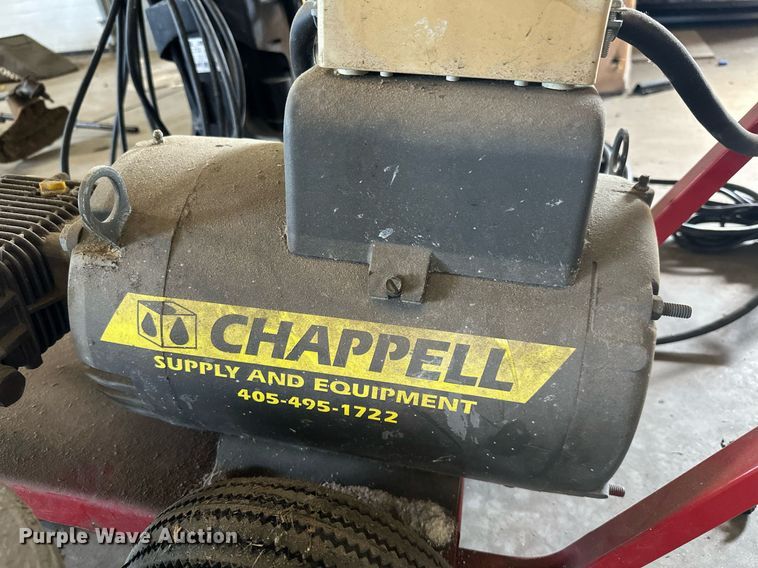 CHAPPELL
SUPPLY AND EQUIPMENT
405-495-1722
Purple Wave Auction